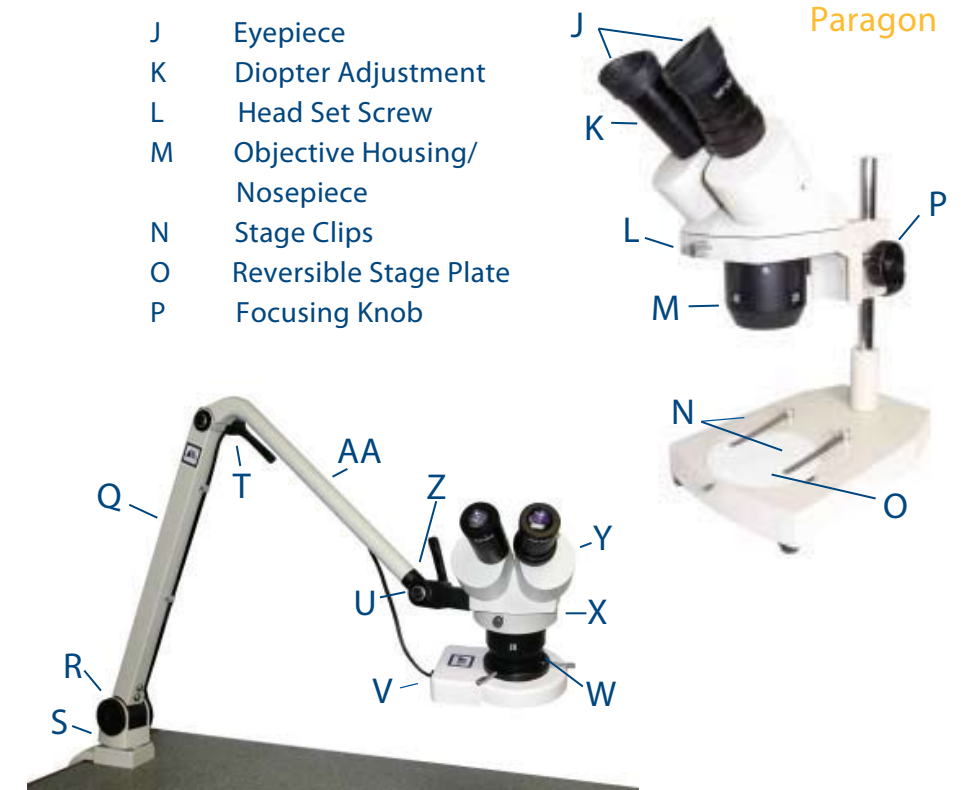 Paragon
J Eyepiece
K Diopter Adjustment
L Head Set Screw
M Objective Housing/
Nosepiece
N Stage Clips
O Reversible Stage Plate
P Focusing Knob
J
K
L
M
P
N
O
Q
R
S
T
AA
Z
U
V
Y
X
W